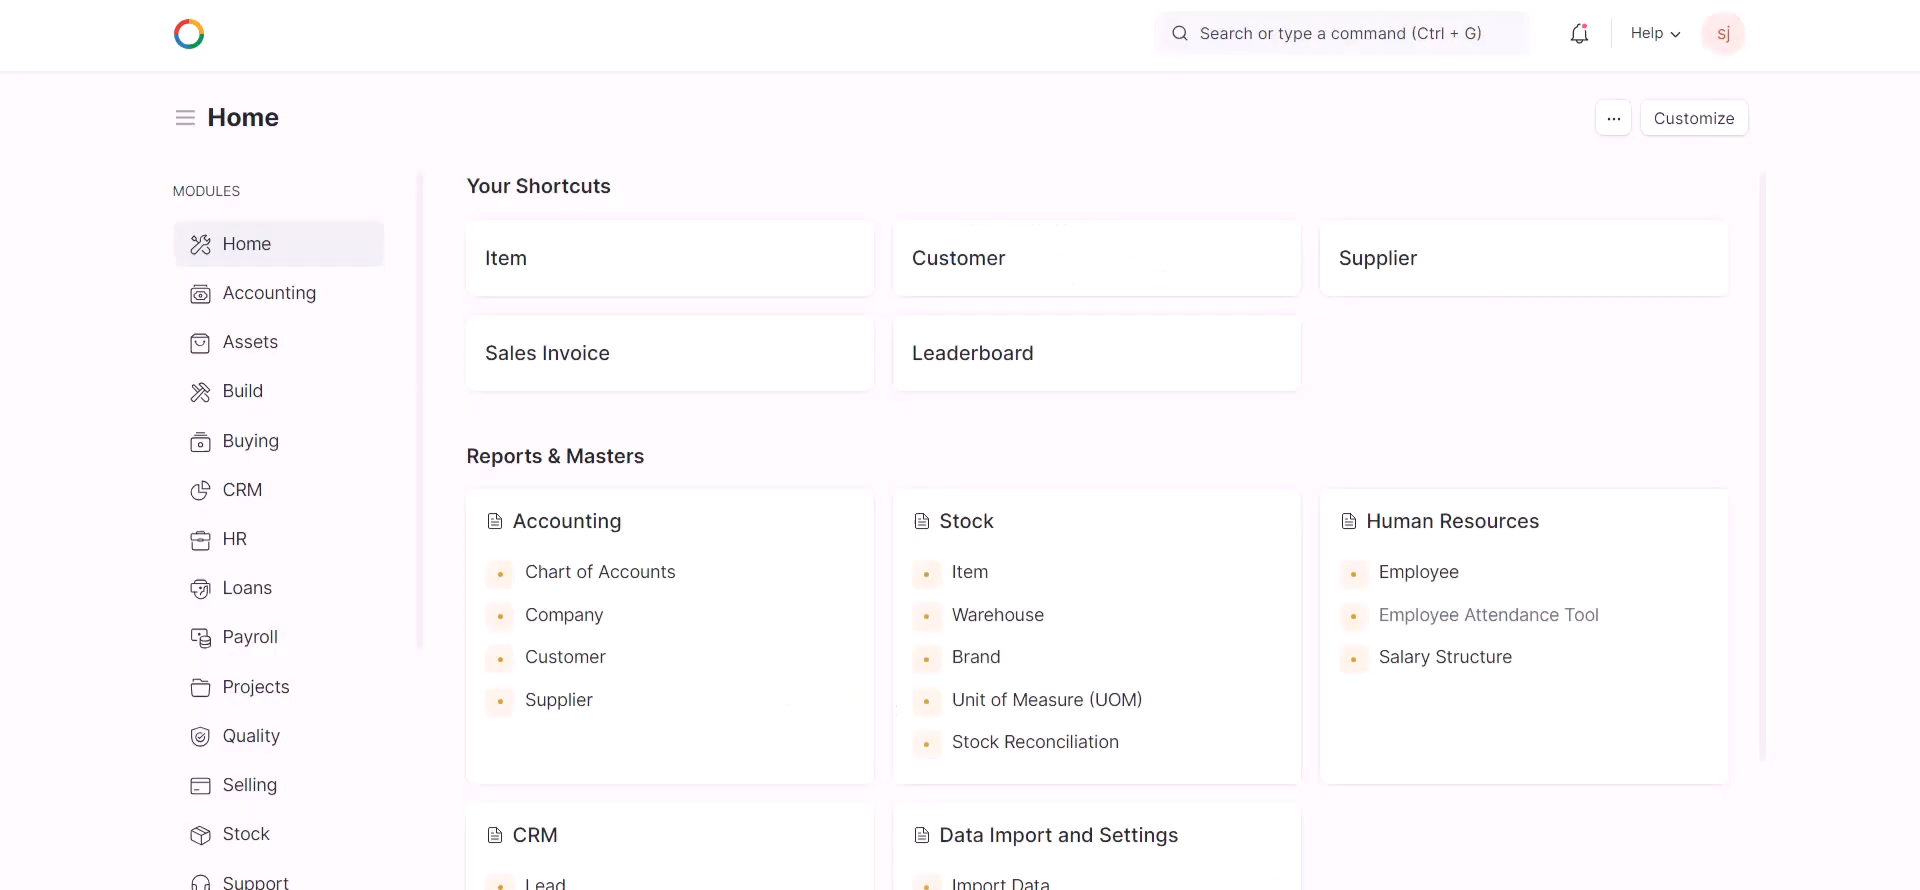 Search or type a command (Ctrl + G)
Help
sj
Home
...
Customize
MODULES
Home
Accounting
Assets
Build
Buying
CRM
HR
Loans
Payroll
Projects
Quality
Selling
Stock
Support
Your Shortcuts
Item
Customer
Supplier
Sales Invoice
Leaderboard
Reports & Masters
Accounting
Chart of Accounts
Company
Customer
Supplier
Stock
Item
Warehouse
Brand
Unit of Measure (UOM)
Stock Reconciliation
Human Resources
Employee
Employee Attendance Tool
Salary Structure
CRM
Lead
Data Import and Settings
Import Data